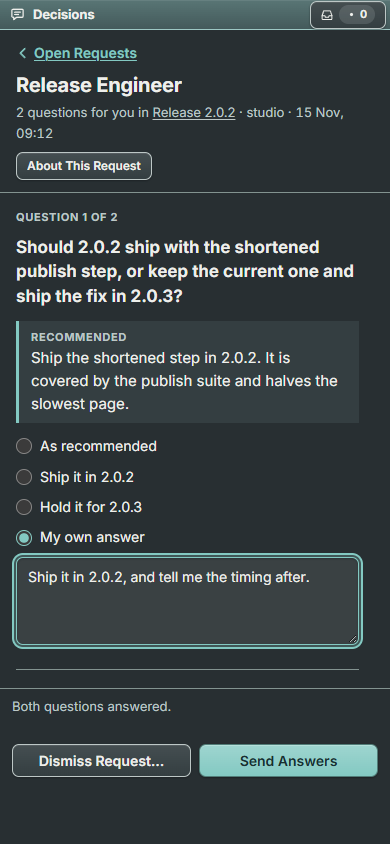 Decisions
• 0
Open Requests
Release Engineer
2 questions for you in Release 2.0.2 · studio · 15 Nov,
09:12
About This Request
QUESTION 1 OF 2
Should 2.0.2 ship with the shortened
publish step, or keep the current one and
ship the fix in 2.0.3?
RECOMMENDED
Ship the shortened step in 2.0.2. It is
covered by the publish suite and halves the
slowest page.
As recommended
Ship it in 2.0.2
Hold it for 2.0.3
My own answer
Ship it in 2.0.2, and tell me the timing after.
Both questions answered.
Dismiss Request...
Send Answers